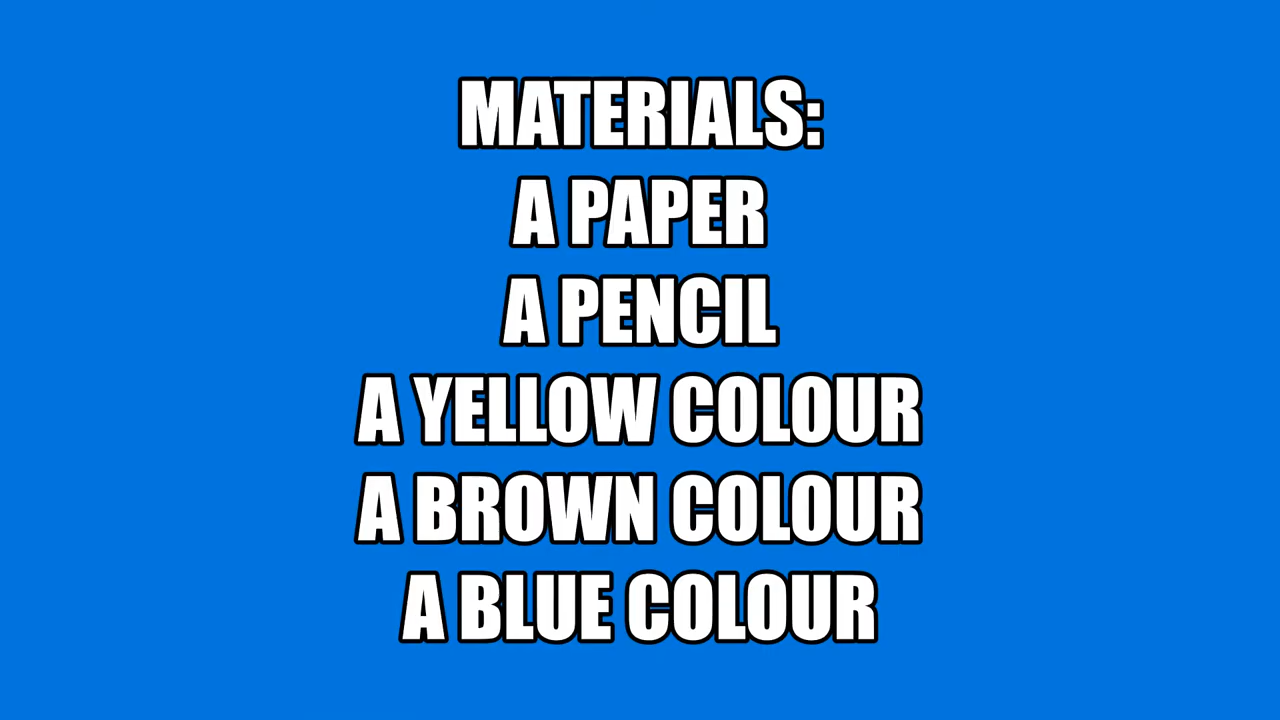 MATERIALS:
A PAPER
A PENCIL
A YELLOW COLOUR
A BROWN COLOUR
A BLUE COLOUR